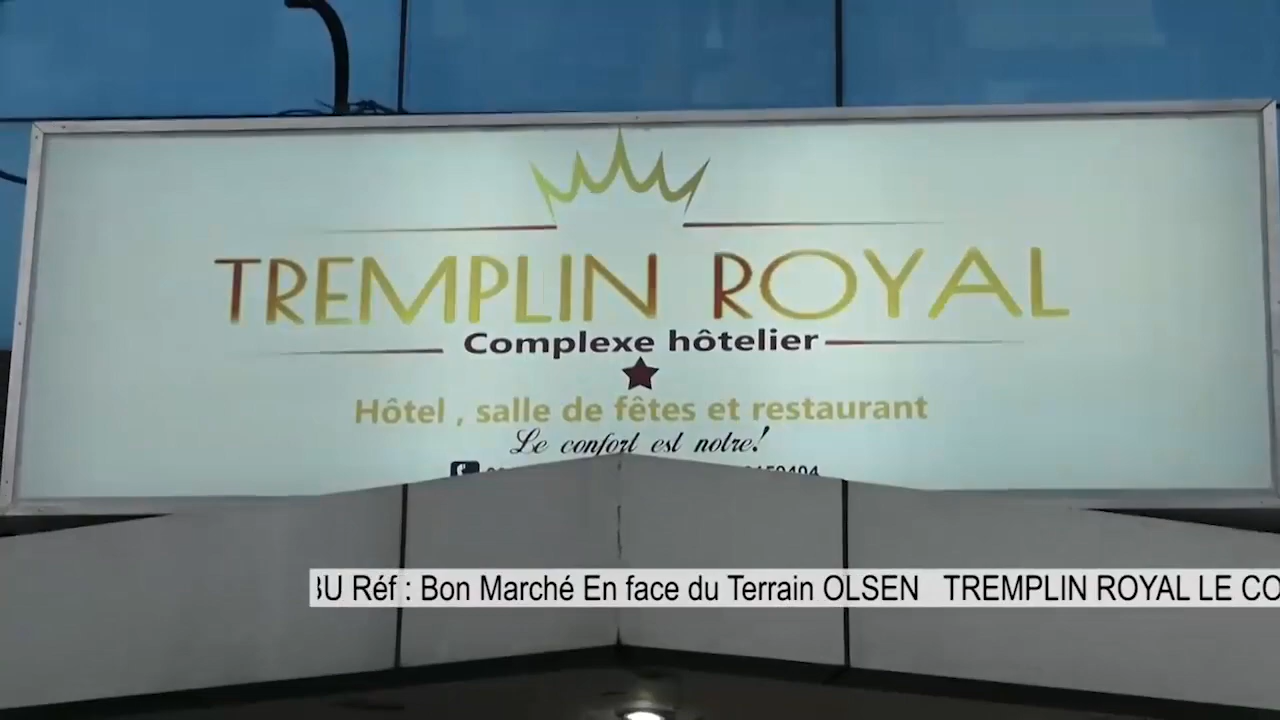 TREMPLIN ROYAL
Complexe hôtelier
Hôtel , salle de fêtes et restaurant
Le confort est notre!
Réf : Bon Marché En face du Terrain OLSEN TREMPLIN ROYAL LE